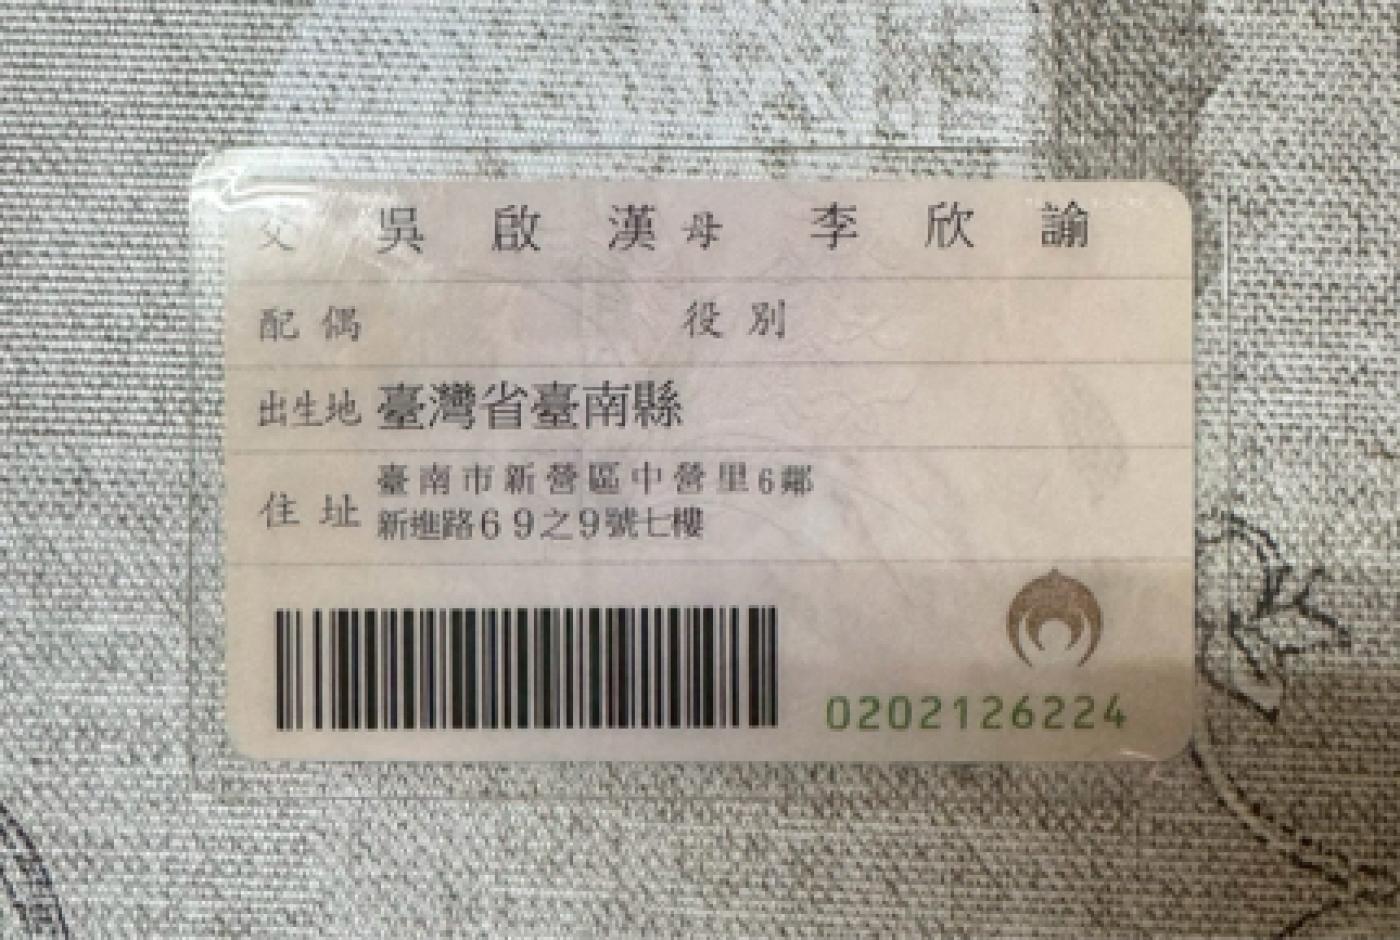 父 吳啟漢 母 李欣諭
配偶 役別
出生地 臺灣省臺南縣
住址 臺南市新營區中營里6鄰
新進路69之9號七樓
0202126224